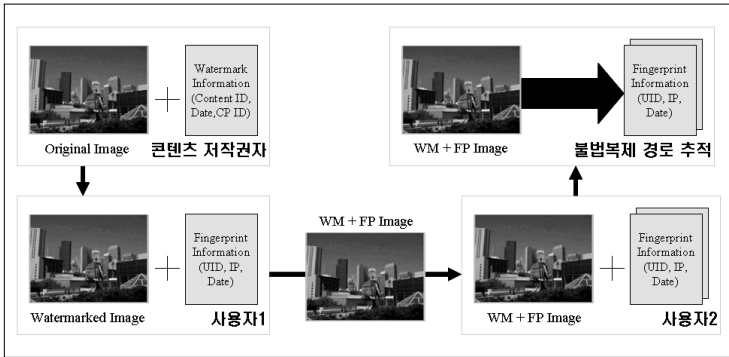 Watermark
Information
(Content ID,
Date,CP ID)
Original Image
콘텐츠 저작권자
Fingerprint
Information
(UID, IP,
Date)
WM + FP Image
불법복제 경로 추적
Fingerprint
Information
(UID, IP,
Date)
Watermarked Image
사용자1
WM + FP Image
Fingerprint
Information
(UID, IP,
Date)
WM + FP Image
사용자2